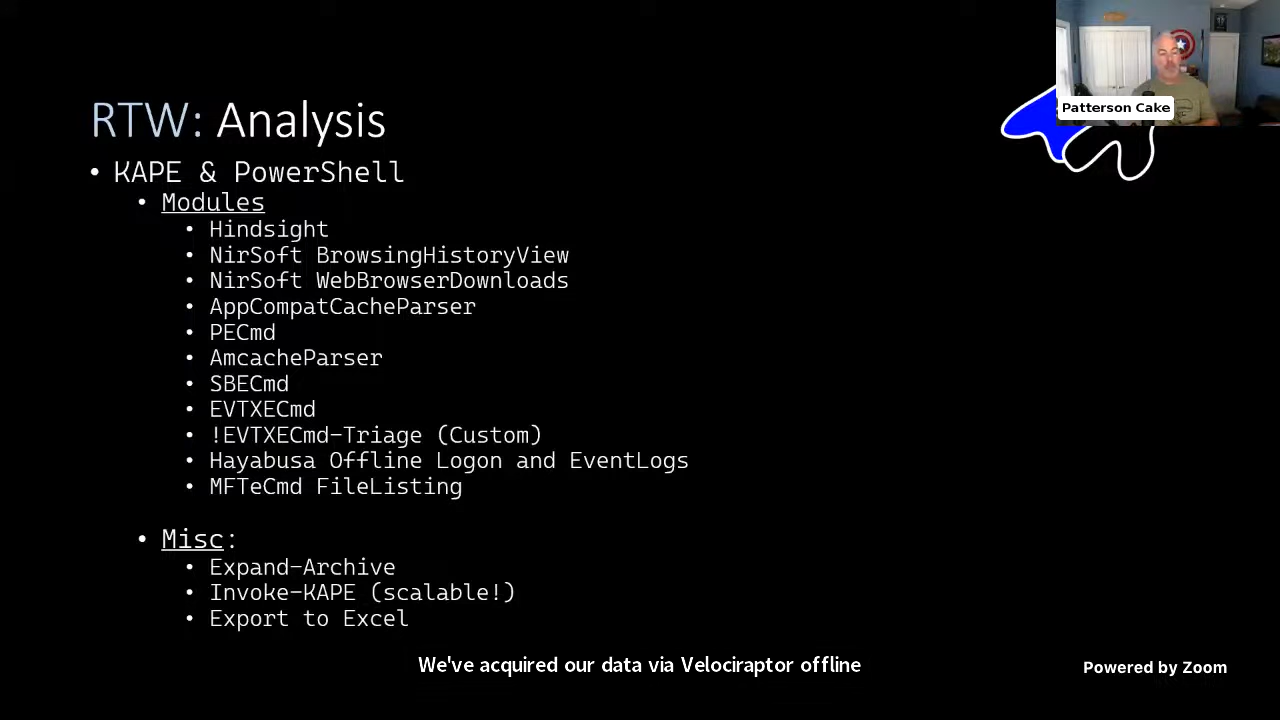 RTW: Analysis
Patterson Cake
• KAPE & PowerShell
• Modules
• Hindsight
• NirSoft BrowsingHistoryView
• NirSoft WebBrowserDownloads
• AppCompatCacheParser
• PECmd
• AmcacheParser
• SBECmd
• EVTXECmd
• !EVTXECmd-Triage (Custom)
• Hayabusa Offline Logon and EventLogs
• MFTeCmd FileListing
• Misc:
• Expand-Archive
• Invoke-KAPE (scalable!)
• Export to Excel
We've acquired our data via Velociraptor offline
Powered by Zoom